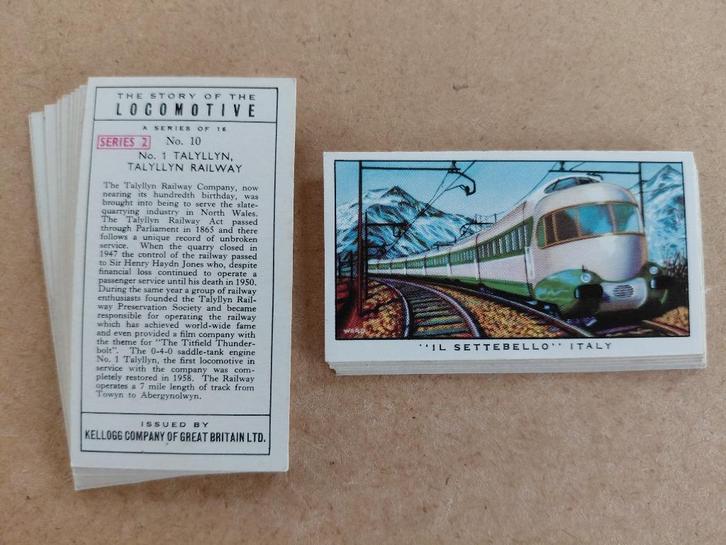 THE STORY OF THE
LOCOMOTIVE
A SERIES OF 16
SERIES 2 No. 10
No. 1 TALYLLYN,
TALYLLYN RAILWAY
The Talyllyn Railway Company, now
nearing its hundredth birthday, was
brought into being to serve the slate-
quarrying industry in North Wales.
The Talyllyn Railway Act passed
through Parliament in 1865 and there
follows a unique record of unbroken
service. When the quarry closed in
1947 the control of the railway passed
to Sir Henry Haydn Jones who, despite
financial loss continued to operate a
passenger service until his death in 1950.
During the same year a group of railway
enthusiasts founded the Talyllyn Rail-
way Preservation Society and became
responsible for operating the railway
which has achieved world-wide fame
and even provided a film company with
the theme for "The Titfield Thunder-
bolt". The 0-4-0 saddle-tank engine
No. 1 Talyllyn, the first locomotive in
service with the company was com-
pletely restored in 1958. The Railway
operates a 7 mile length of track from
Towyn to Abergynolwyn.
ISSUED BY
KELLOGG COMPANY OF GREAT BRITAIN LTD.
WARD
"IL SETTEBELLO" ITALY